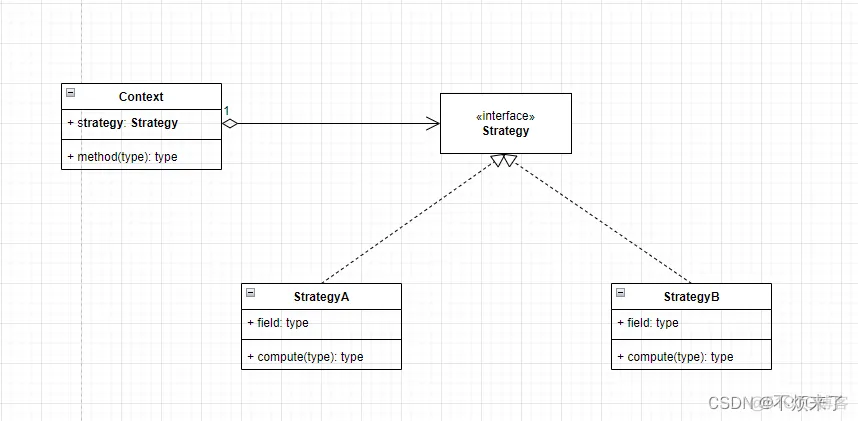 Context
+ strategy: Strategy
+ method(type): type
1
«interface»
Strategy
StrategyA
+ field: type
+ compute(type): type
StrategyB
+ field: type
+ compute(type): type
CSDN @不烦来了